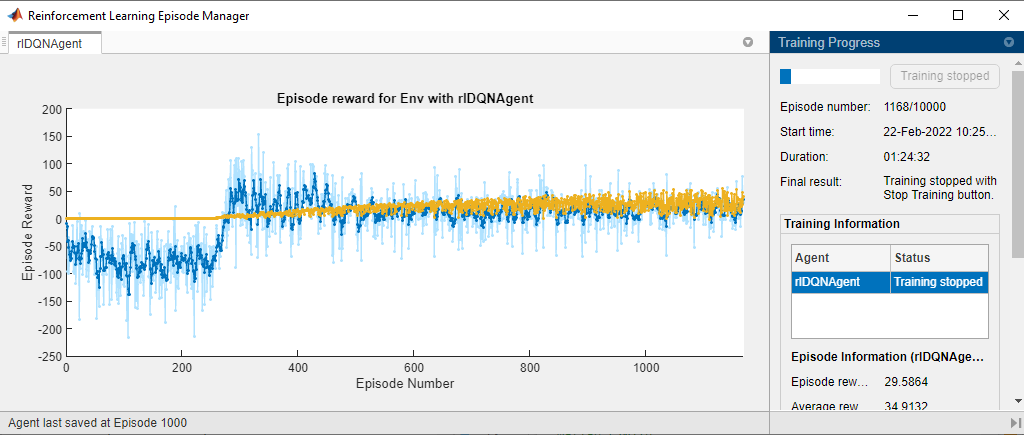 Reinforcement Learning Episode Manager
rlDQNAgent
Episode reward for Env with rlDQNAgent
200
150
100
50
0
-50
-100
-150
-200
-250
Episode Reward
0
200
400
600
800
1000
Episode Number
Agent last saved at Episode 1000
Training Progress
Training stopped
Episode number: 1168/10000
Start time: 22-Feb-2022 10:25...
Duration: 01:24:32
Final result: Training stopped with
Stop Training button.
Training Information
Agent Status
rlDQNAgent Training stopped
Episode Information (rlDQNAge...
Episode rew... 29.5864
Average rew... 34.9132